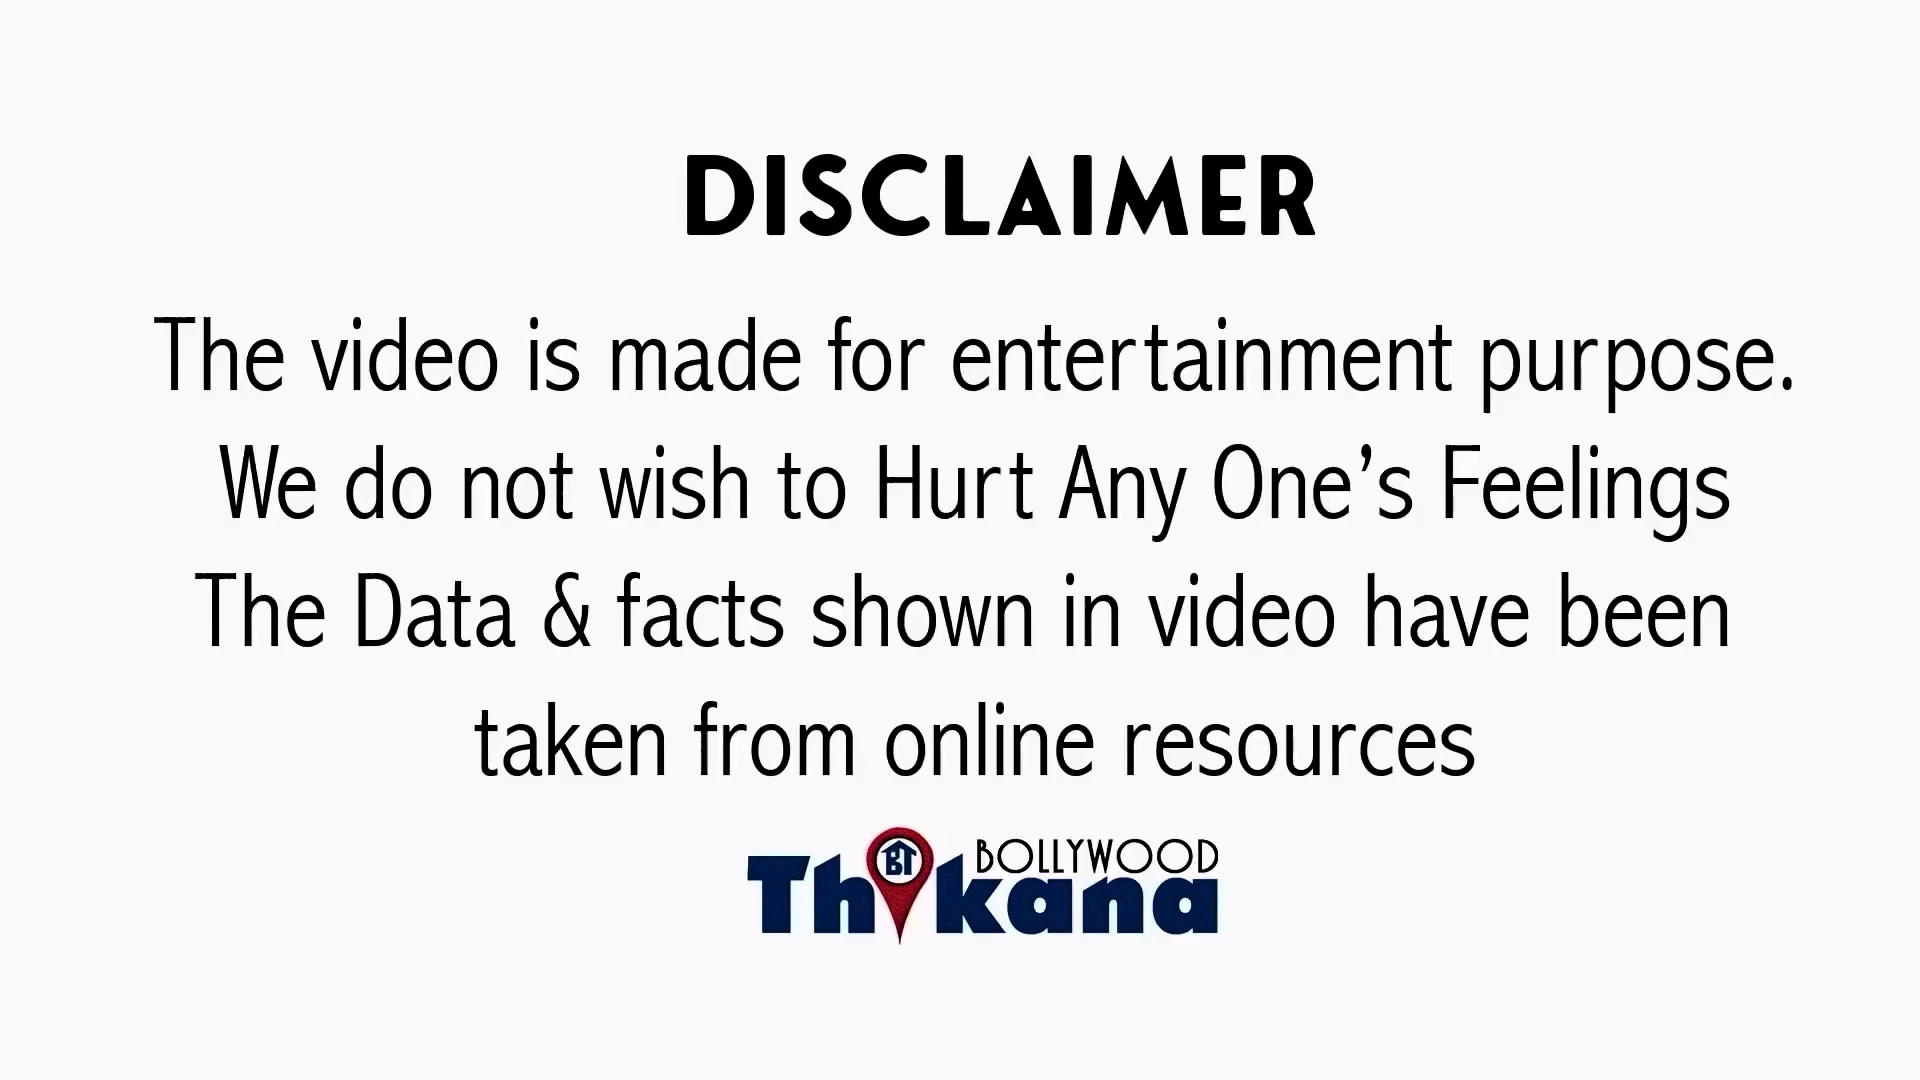 DISCLAIMER
The video is made for entertainment purpose.
We do not wish to Hurt Any One’s Feelings
The Data & facts shown in video have been
taken from online resources
BOLLYWOOD
BT
Thikana